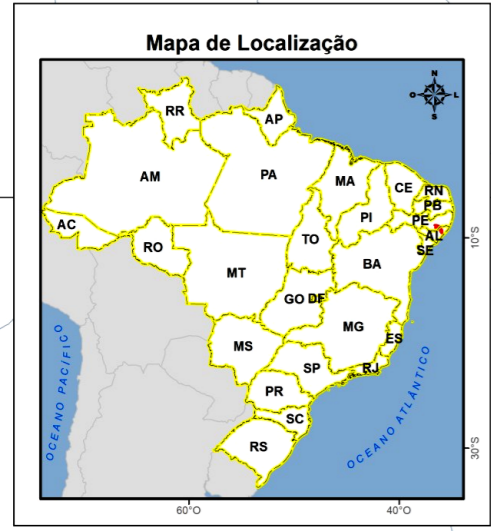 Mapa de Localização
N
O L
S
RR
AP
AM
PA
MA
CE
RN
PB
PI
PE
AC
AL
TO
SE
RO
BA
MT
GO DF
MG
MS
ES
SP
RJ
PR
SC
RS
OCEANO PACÍFICO
OCEANO ATLÂNTICO
10°S
30°S
60°O
40°O